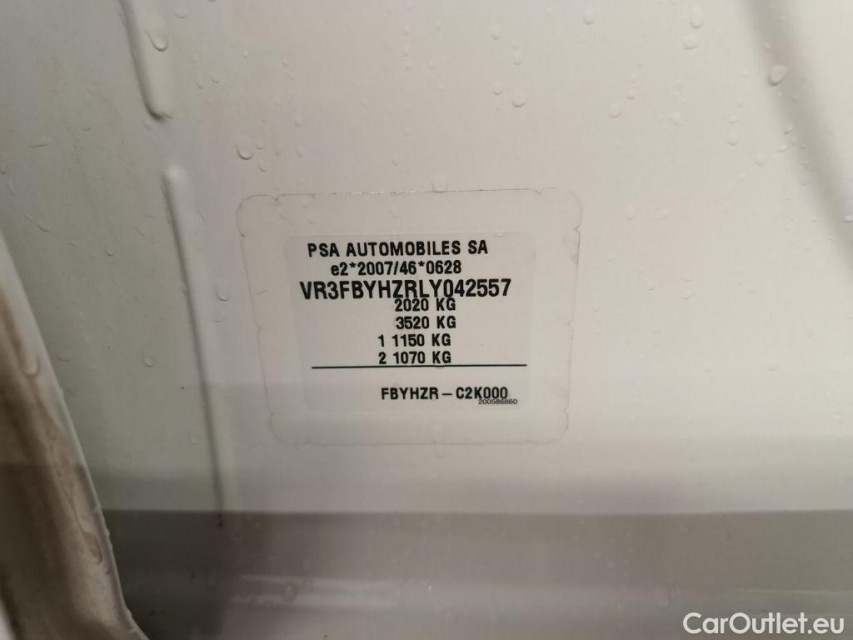 PSA AUTOMOBILES SA
e2*2007/46*0628
VR3FBYHZRLY042557
2020 KG
3520 KG
1 1150 KG
2 1070 KG
FBYHZR – C2K000
200586860
CarOutlet.eu